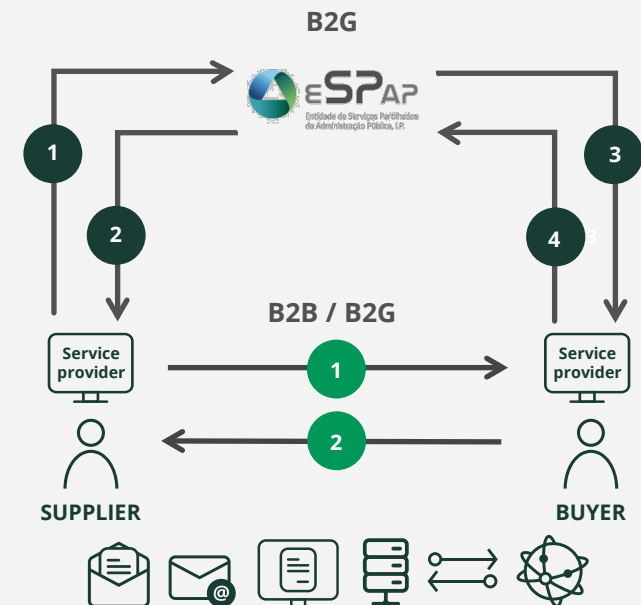 B2G
eSPap
Entidade de Serviços Partilhados
da Administração Pública, I.P.
1
3
2
4
3
B2B / B2G
Service
provider
1
Service
provider
2
SUPPLIER
BUYER
@